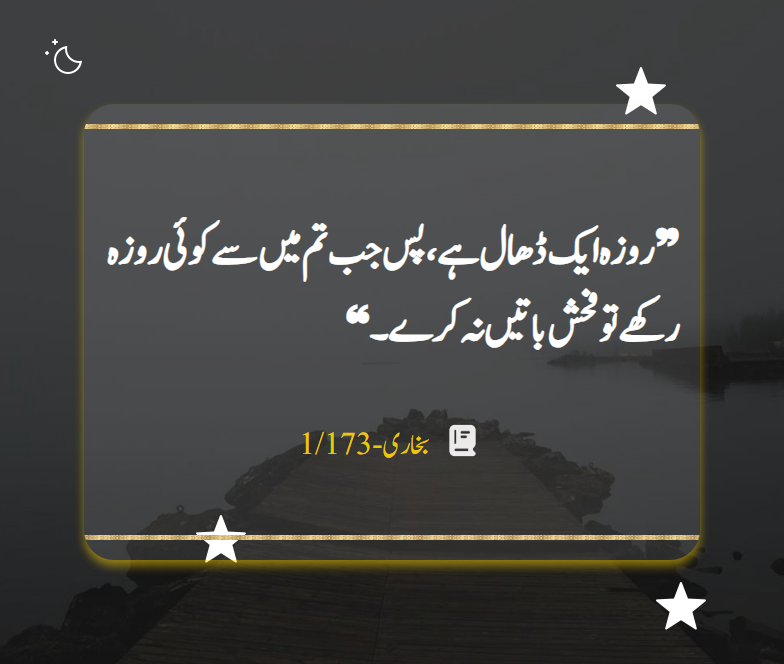 ”روزہ ایک ڈھال ہے، پس جب تم میں سے کوئی روزہ
رکھے تو فحش باتیں نہ کرے۔“
بخاری-1/173